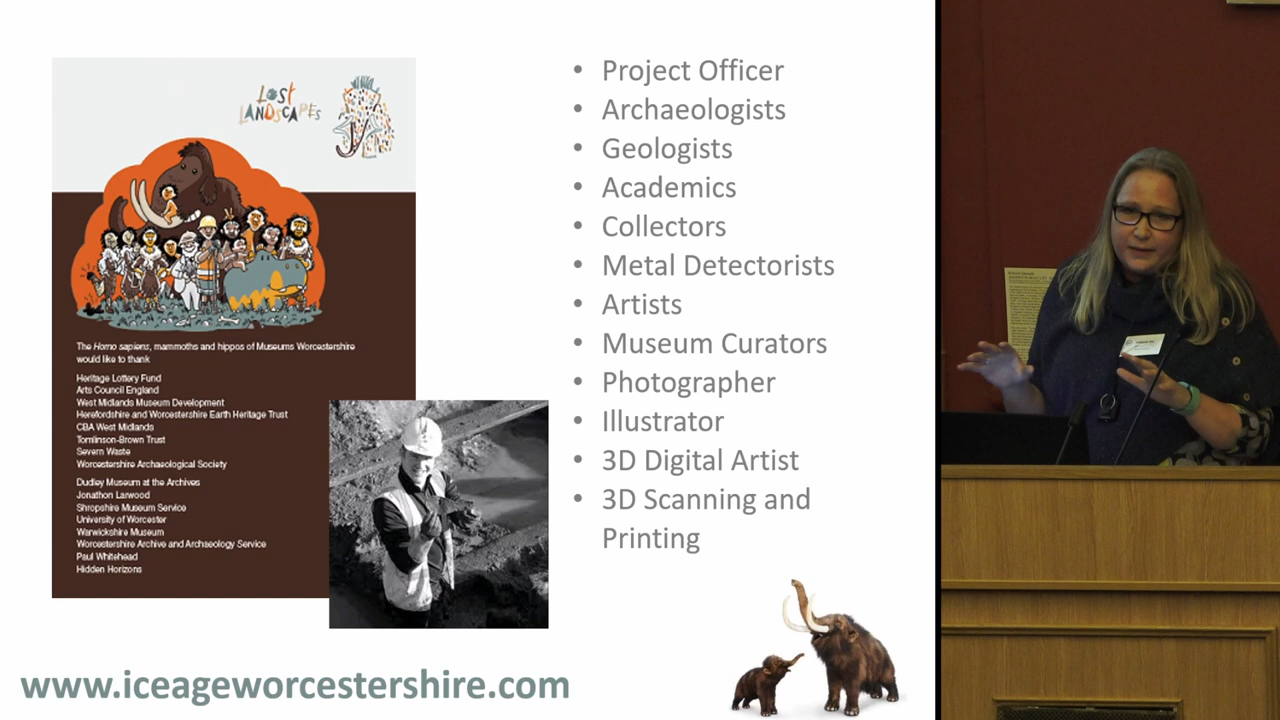 LOST
LANDSCAPES
The Homo sapiens, mammoths and hippos of Museums Worcestershire
would like to thank
Heritage Lottery Fund
Arts Council England
West Midlands Museum Development
Herefordshire and Worcestershire Earth Heritage Trust
CBA West Midlands
Tomlinson-Brown Trust
Severn Waste
Worcestershire Archaeological Society
Dudley Museum at the Archives
Jonathon Larwood
Shropshire Museum Service
University of Worcester
Warwickshire Museum
Worcestershire Archive and Archaeology Service
Paul Whitehead
Hidden Horizons
• Project Officer
• Archaeologists
• Geologists
• Academics
• Collectors
• Metal Detectorists
• Artists
• Museum Curators
• Photographer
• Illustrator
• 3D Digital Artist
• 3D Scanning and
Printing
www.iceageworcestershire.com